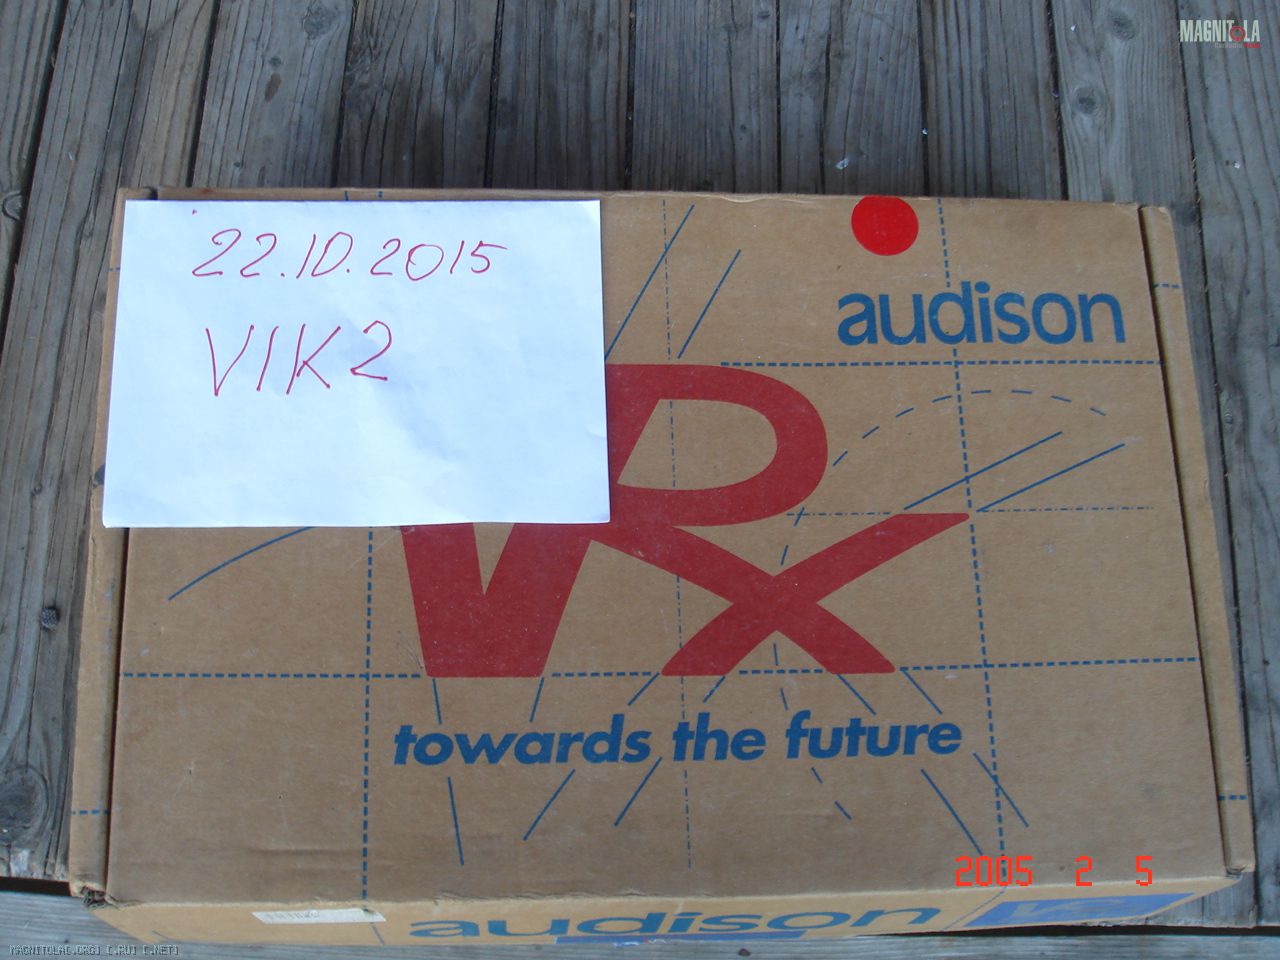 MAGNITOLA
22.10.2015
VIK2
audison
VRx
towards the future
2005 2 5
audison